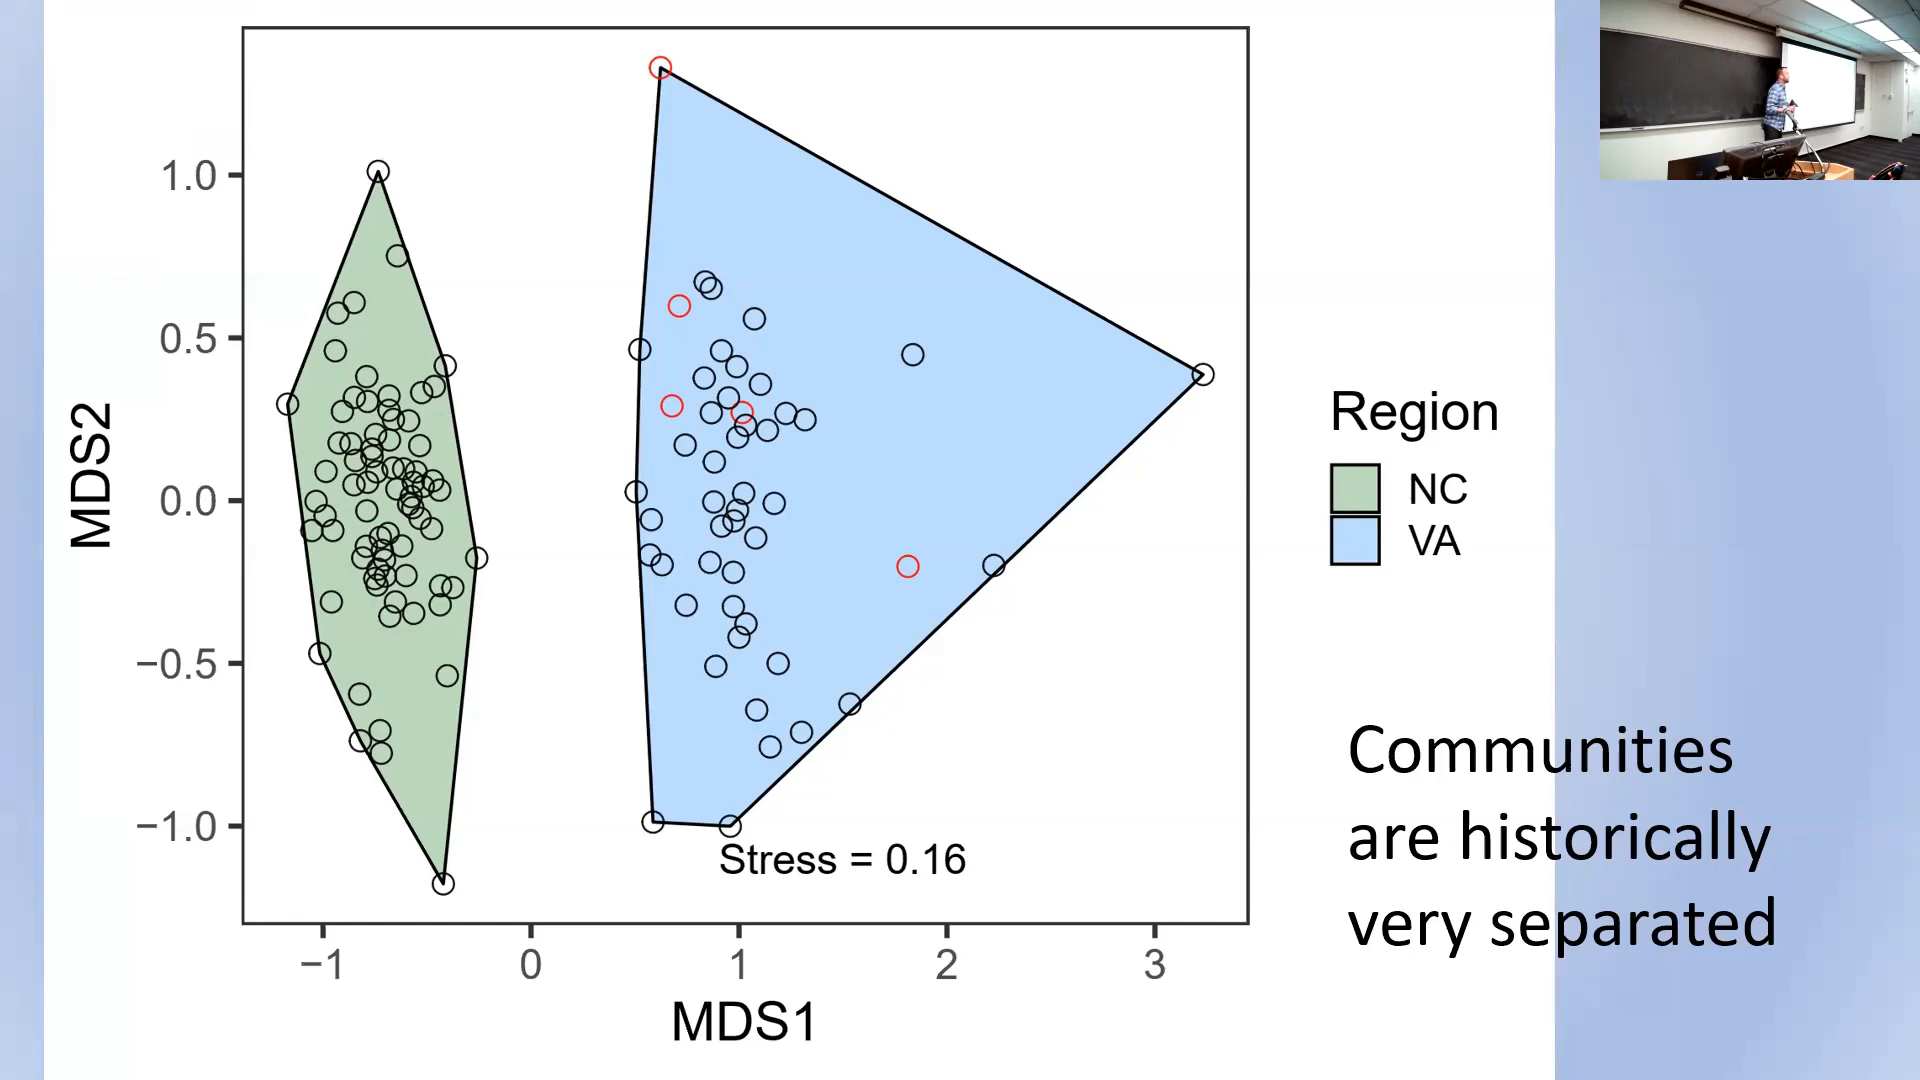 1.0
0.5
0.0
−0.5
−1.0
MDS2
−1
0
1
2
3
MDS1
Stress = 0.16
Region
NC
VA
Communities
are historically
very separated